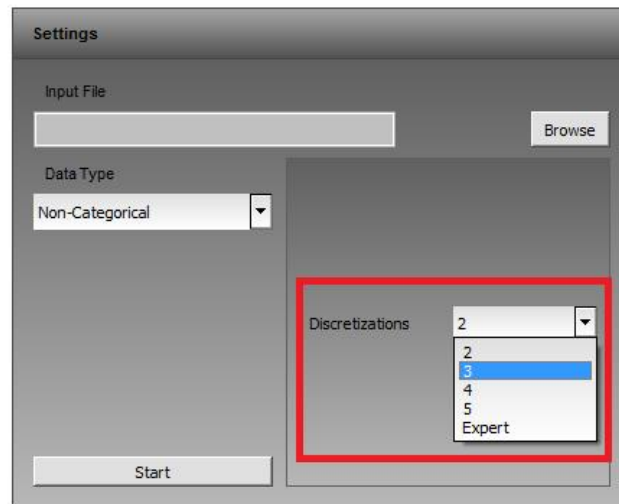 Settings
Input File
Browse
Data Type
Non-Categorical
Discretizations
2
2
3
4
5
Expert
Start